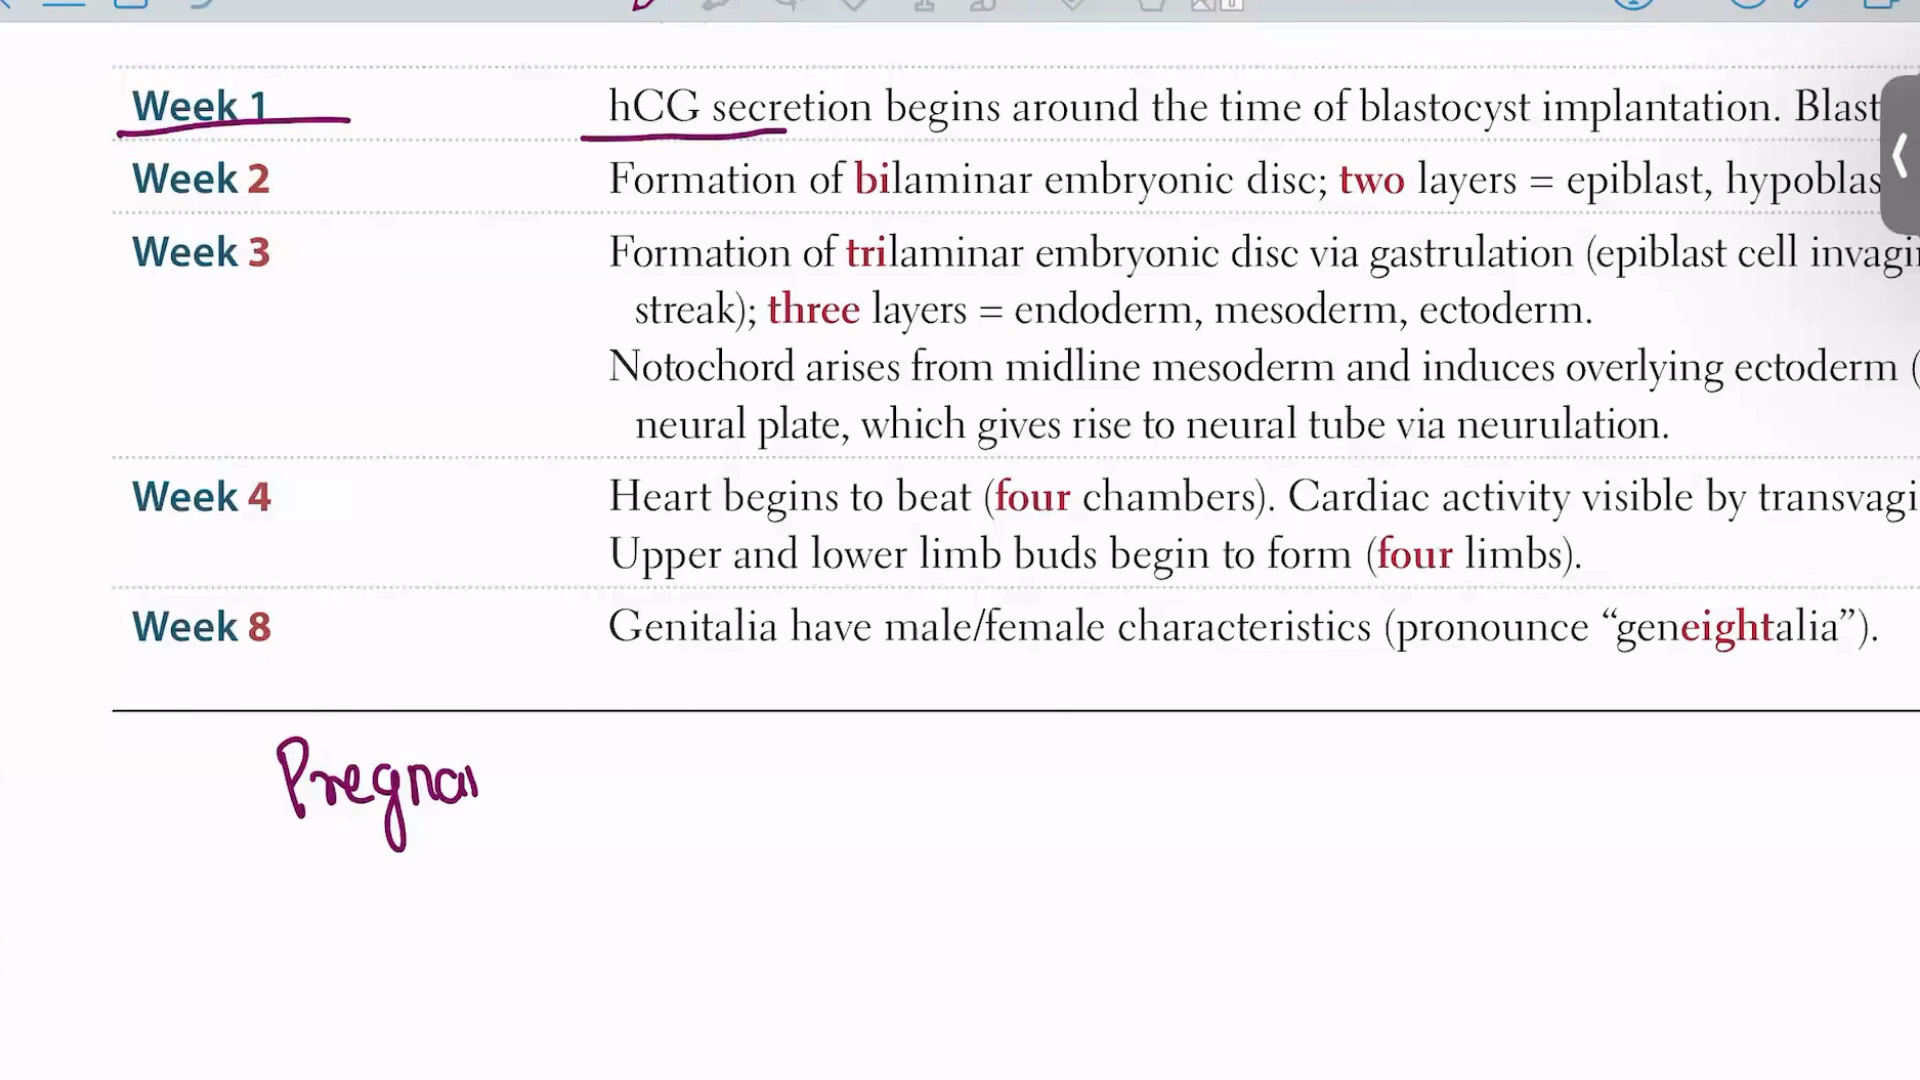 Week 1 hCG secretion begins around the time of blastocyst implantation. Blast
Week 2 Formation of bilaminar embryonic disc; two layers = epiblast, hypoblas
Week 3 Formation of trilaminar embryonic disc via gastrulation (epiblast cell invagi
streak); three layers = endoderm, mesoderm, ectoderm.
Notochord arises from midline mesoderm and induces overlying ectoderm (
neural plate, which gives rise to neural tube via neurulation.
Week 4 Heart begins to beat (four chambers). Cardiac activity visible by transvagi
Upper and lower limb buds begin to form (four limbs).
Week 8 Genitalia have male/female characteristics (pronounce “geneightalia”).
Pregna